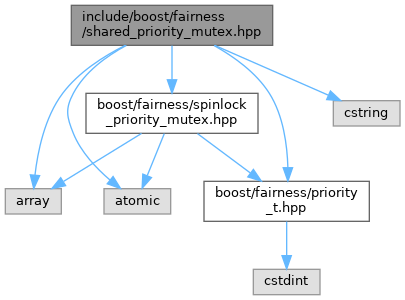 include/boost/fairness
/shared_priority_mutex.hpp
boost/fairness/spinlock
_priority_mutex.hpp
cstring
array
atomic
boost/fairness/priority
_t.hpp
cstdint